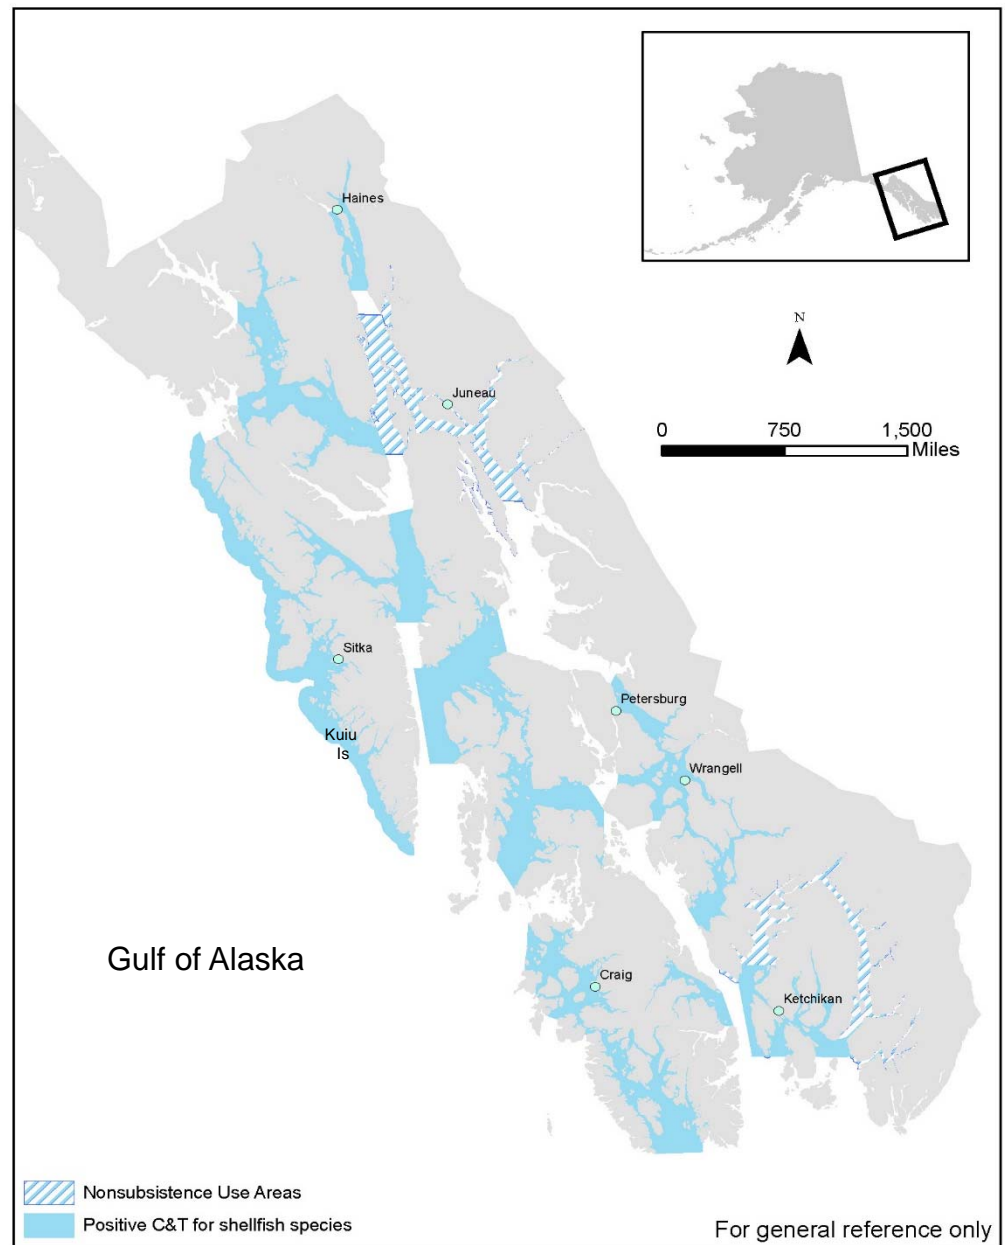 Haines
N
Juneau
0 750 1,500
Miles
Sitka
Petersburg
Kuiu
Is
Wrangell
Gulf of Alaska
Craig
Ketchikan
Nonsubsistence Use Areas
Positive C&T for shellfish species
For general reference only